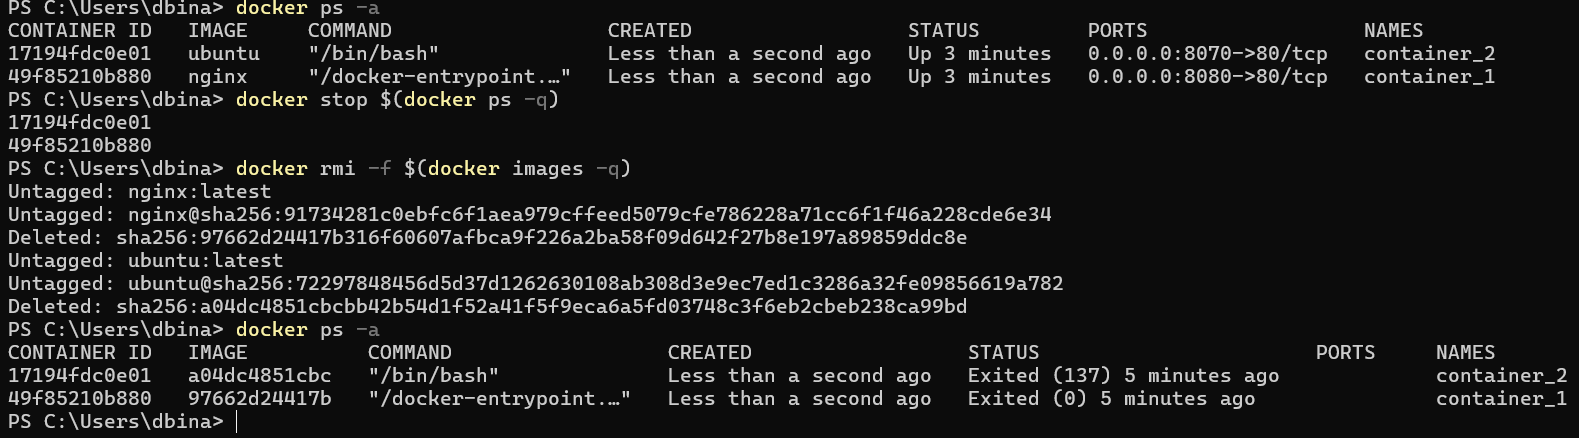 PS C:\Users\dbina> docker ps -a
CONTAINER ID   IMAGE     COMMAND                  CREATED                  STATUS         PORTS                  NAMES
17194fdc0e01   ubuntu    "/bin/bash"              Less than a second ago   Up 3 minutes   0.0.0.0:8070->80/tcp   container_2
49f85210b880   nginx     "/docker-entrypoint.…"   Less than a second ago   Up 3 minutes   0.0.0.0:8080->80/tcp   container_1
PS C:\Users\dbina> docker stop $(docker ps -q)
17194fdc0e01
49f85210b880
PS C:\Users\dbina> docker rmi -f $(docker images -q)
Untagged: nginx:latest
Untagged: nginx@sha256:91734281c0ebfc6f1aea979cffeed5079cfe786228a71cc6f1f46a228cde6e34
Deleted: sha256:97662d24417b316f60607afbca9f226a2ba58f09d642f27b8e197a89859ddc8e
Untagged: ubuntu:latest
Untagged: ubuntu@sha256:72297848456d5d37d1262630108ab308d3e9ec7ed1c3286a32fe09856619a782
Deleted: sha256:a04dc4851cbcbb42b54d1f52a41f5f9eca6a5fd03748c3f6eb2cbeb238ca99bd
PS C:\Users\dbina> docker ps -a
CONTAINER ID   IMAGE          COMMAND                  CREATED                  STATUS                       PORTS     NAMES
17194fdc0e01   a04dc4851cbc   "/bin/bash"              Less than a second ago   Exited (137) 5 minutes ago             container_2
49f85210b880   97662d24417b   "/docker-entrypoint.…"   Less than a second ago   Exited (0) 5 minutes ago               container_1
PS C:\Users\dbina>